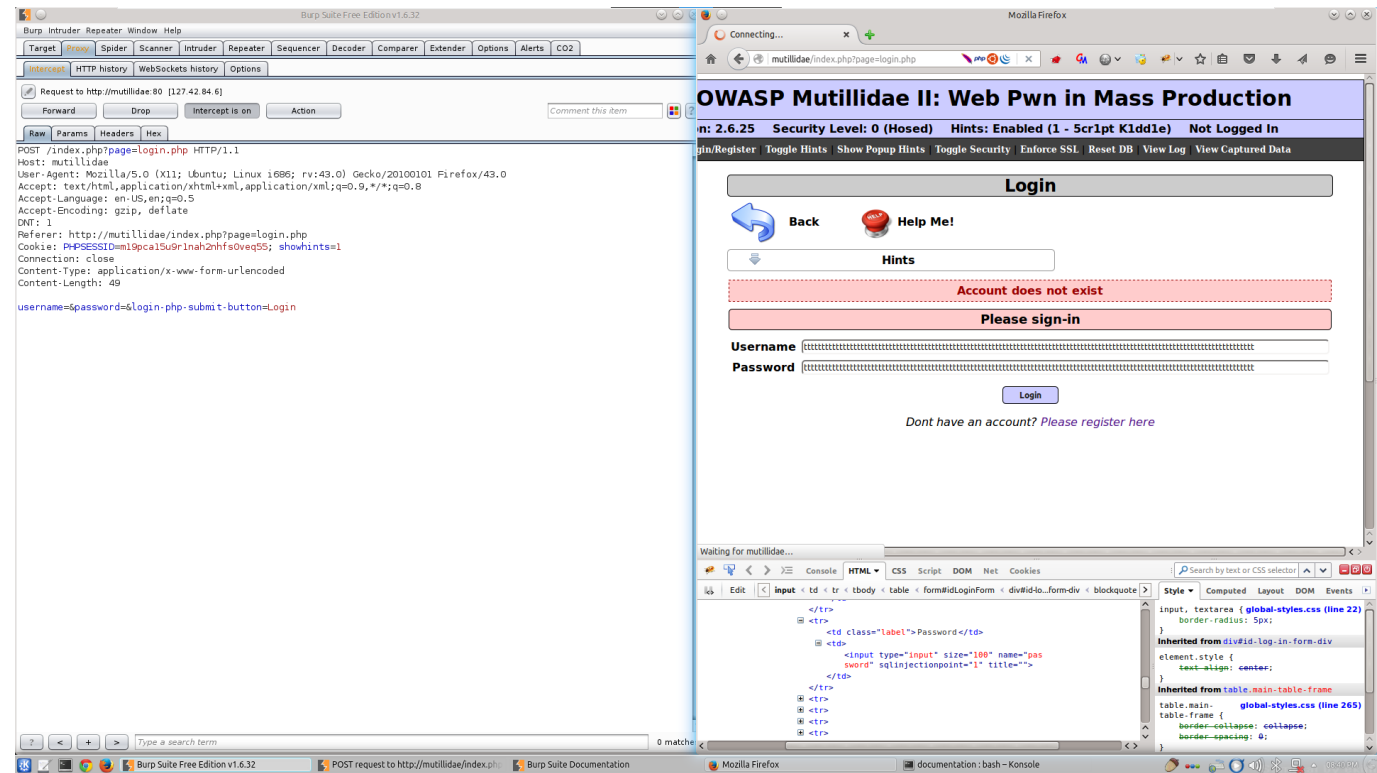 Burp Suite Free Edition v1.6.32
Burp Intruder Repeater Window Help
Target Proxy Spider Scanner Intruder Repeater Sequencer Decoder Comparer Extender Options Alerts CO2
Intercept HTTP history WebSockets history Options
Request to http://mutillidae:80 [127.42.84.6]
Forward Drop Intercept is on Action Comment this item ?
Raw Params Headers Hex
POST /index.php?page=login.php HTTP/1.1
Host: mutillidae
User-Agent: Mozilla/5.0 (X11; Ubuntu; Linux i686; rv:43.0) Gecko/20100101 Firefox/43.0
Accept: text/html,application/xhtml+xml,application/xml;q=0.9,*/*;q=0.8
Accept-Language: en-US,en;q=0.5
Accept-Encoding: gzip, deflate
DNT: 1
Referer: http://mutillidae/index.php?page=login.php
Cookie: PHPSESSID=m19pca15u9r1nah2nhfs0veq55; showhints=1
Connection: close
Content-Type: application/x-www-form-urlencoded
Content-Length: 49
username=&password=&login-php-submit-button=Login
? < + > Type a search term 0 matche
Mozilla Firefox
Connecting... ×
mutillidae/index.php?page=login.php
OWASP Mutillidae II: Web Pwn in Mass Production
n: 2.6.25 Security Level: 0 (Hosed) Hints: Enabled (1 - 5cr1pt K1dd1e) Not Logged In
gin/Register | Toggle Hints | Show Popup Hints | Toggle Security | Enforce SSL | Reset DB | View Log | View Captured Data
Login
Back HELP Help Me!
Hints
Account does not exist
Please sign-in
Username
Password
Login
Dont have an account? Please register here
Waiting for mutillidae...
Console HTML CSS Script DOM Net Cookies Search by text or CSS selector
Edit < input < td < tr < tbody < table < form#idLoginForm < div#id-lo...form-div < blockquote >
</tr>
<tr>
<td class="label">Password</td>
<td>
<input type="input" size="100" name="pas
sword" sqlinjectionpoint="1" title="">
</td>
</tr>
<tr>
<tr>
<tr>
<tr>
Style Computed Layout DOM Events
input, textarea { global-styles.css (line 22)
border-radius: 5px;
}
Inherited from div#id-log-in-form-div
element.style {
text-align: center;
}
Inherited from table.main-table-frame
table.main-table-frame { global-styles.css (line 265)
border-collapse: collapse;
border-spacing: 0;
}
Burp Suite Free Edition v1.6.32 POST request to http://mutillidae/index.ph Burp Suite Documentation Mozilla Firefox documentation : bash – Konsole